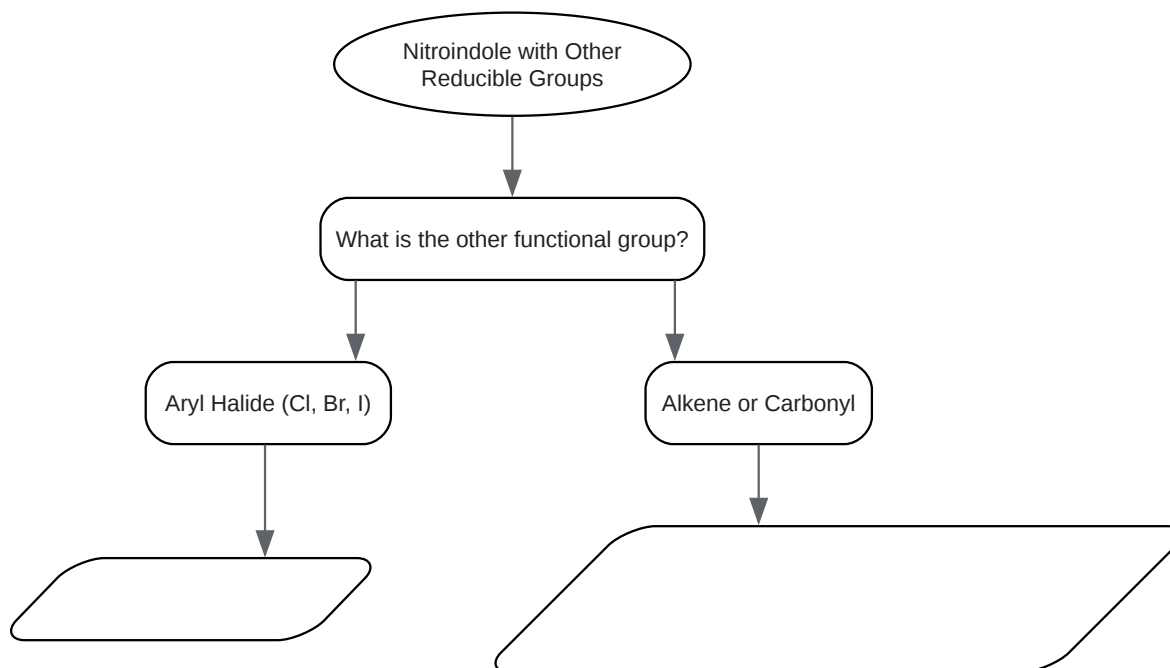 Nitroindole with Other
Reducible Groups
What is the other functional group?
Aryl Halide (Cl, Br, I)
Alkene or Carbonyl